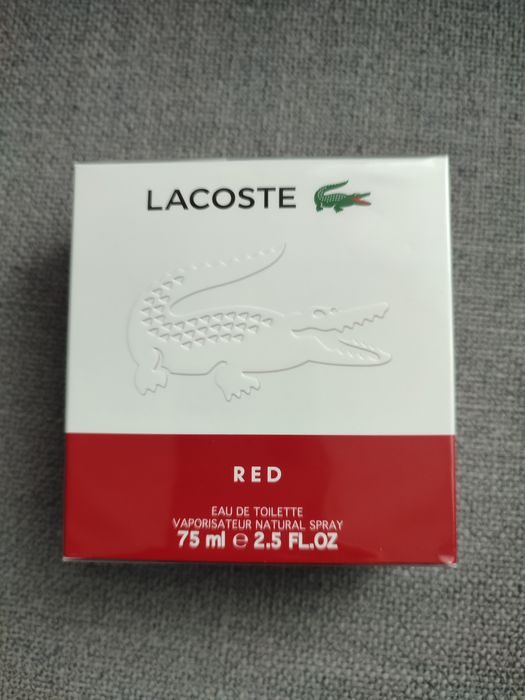 LACOSTE
RED
EAU DE TOILETTE
VAPORISATEUR NATURAL SPRAY
75 ml ℮ 2.5 FL.OZ